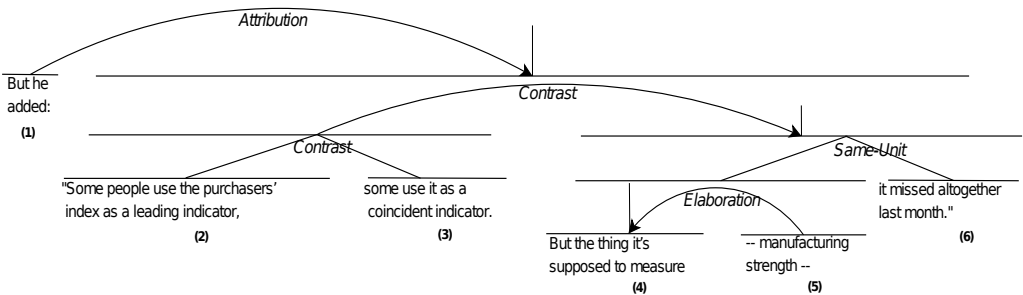 Attribution
But he
added:
(1)
Contrast
Contrast
"Some people use the purchasers’
index as a leading indicator,
(2)
some use it as a
coincident indicator.
(3)
Same-Unit
Elaboration
But the thing it’s
supposed to measure
(4)
-- manufacturing
strength --
(5)
it missed altogether
last month."
(6)